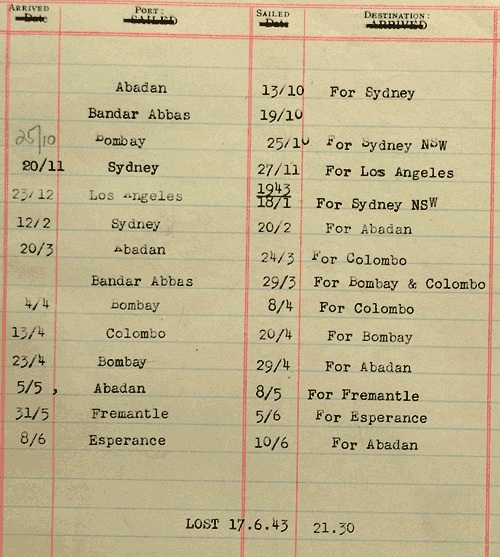 ARRIVED PORT: SAILED DESTINATION:
Date SAILED Date ARRIVED
Abadan 13/10 For Sydney
Bandar Abbas 19/10
25/10 Bombay 25/10 For Sydney NSW
20/11 Sydney 27/11 For Los Angeles
1943
23/12 Los Angeles 18/1 For Sydney NSW
12/2 Sydney 20/2 For Abadan
20/3 Abadan 24/3 For Colombo
Bandar Abbas 29/3 For Bombay & Colombo
4/4 Bombay 8/4 For Colombo
13/4 Colombo 20/4 For Bombay
23/4 Bombay 29/4 For Abadan
5/5 , Abadan 8/5 For Fremantle
31/5 Fremantle 5/6 For Esperance
8/6 Esperance 10/6 For Abadan
LOST 17.6.43 21.30